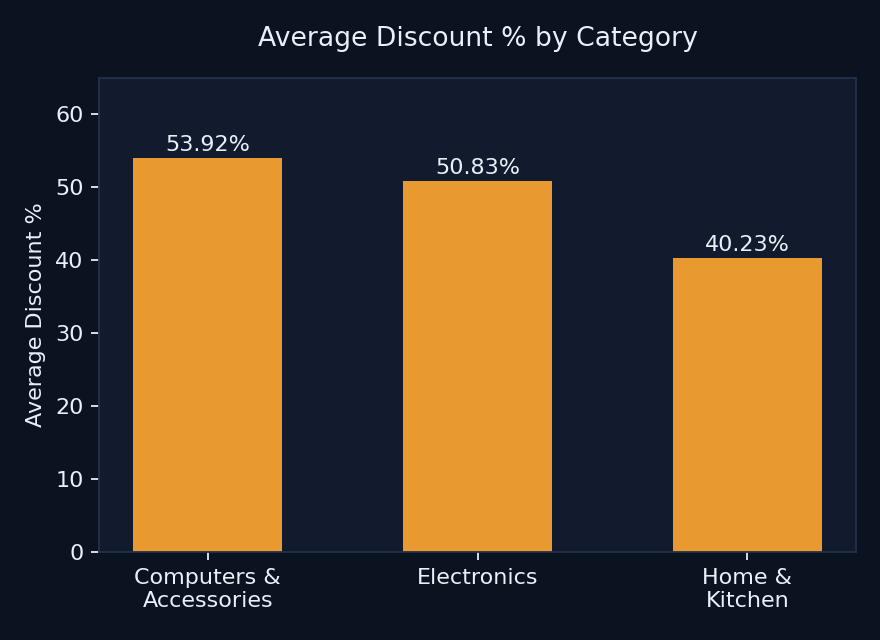 Average Discount % by Category
Average Discount %
60
50
40
30
20
10
0
53.92%
50.83%
40.23%
Computers &
Accessories
Electronics
Home &
Kitchen